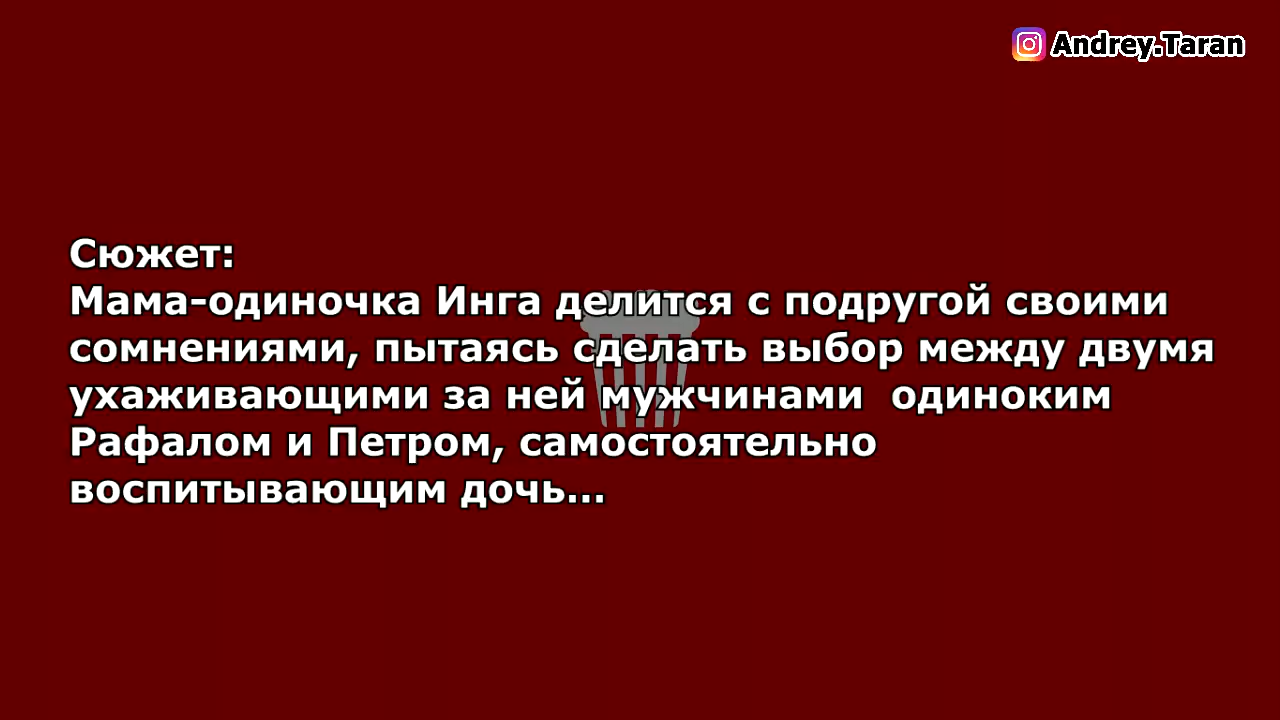 Andrey.Taran
Сюжет:
Мама-одиночка Инга делится с подругой своими
сомнениями, пытаясь сделать выбор между двумя
ухаживающими за ней мужчинами  одиноким
Рафалом и Петром, самостоятельно
воспитывающим дочь...